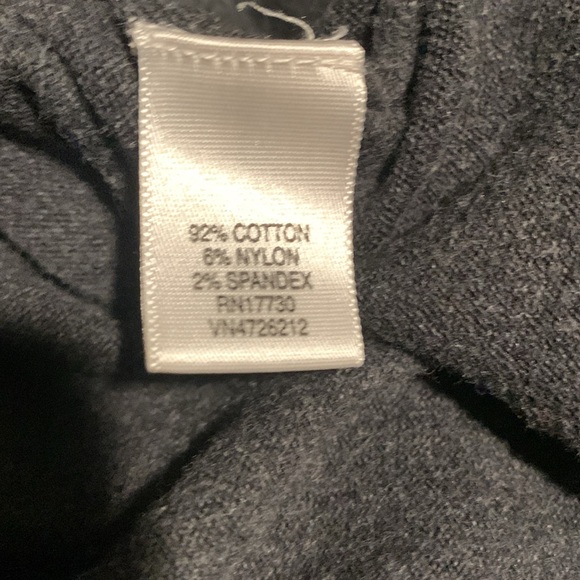 92% COTTON
6% NYLON
2% SPANDEX
RN17730
VN4726212